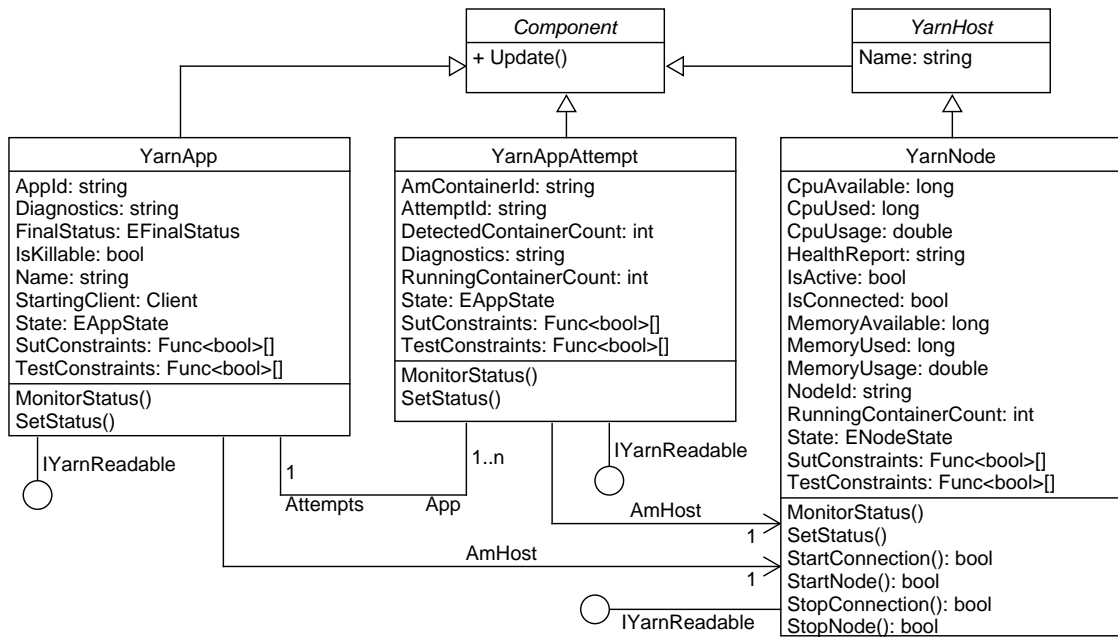 Component
+ Update()
YarnHost
Name: string
YarnApp
AppId: string
Diagnostics: string
FinalStatus: EFinalStatus
IsKillable: bool
Name: string
StartingClient: Client
State: EAppState
SutConstraints: Func<bool>[]
TestConstraints: Func<bool>[]
MonitorStatus()
SetStatus()
YarnAppAttempt
AmContainerId: string
AttemptId: string
DetectedContainerCount: int
Diagnostics: string
RunningContainerCount: int
State: EAppState
SutConstraints: Func<bool>[]
TestConstraints: Func<bool>[]
MonitorStatus()
SetStatus()
YarnNode
CpuAvailable: long
CpuUsed: long
CpuUsage: double
HealthReport: string
IsActive: bool
IsConnected: bool
MemoryAvailable: long
MemoryUsed: long
MemoryUsage: double
NodeId: string
RunningContainerCount: int
State: ENodeState
SutConstraints: Func<bool>[]
TestConstraints: Func<bool>[]
MonitorStatus()
SetStatus()
StartConnection(): bool
StartNode(): bool
StopConnection(): bool
StopNode(): bool
IYarnReadable
1
1..n
IYarnReadable
Attempts
App
AmHost
1
AmHost
1
IYarnReadable